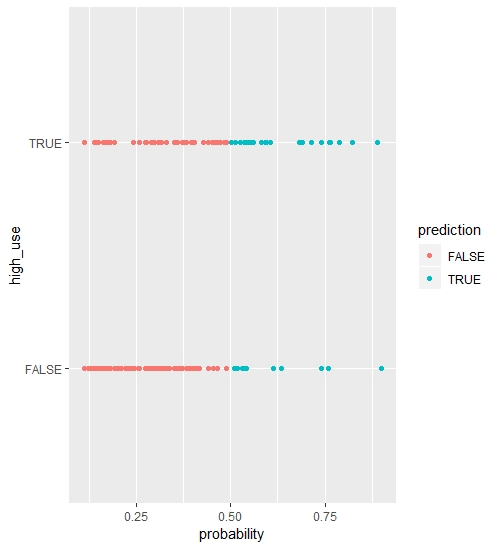 TRUE
FALSE
high_use
0.25 0.50 0.75
probability
prediction
FALSE
TRUE